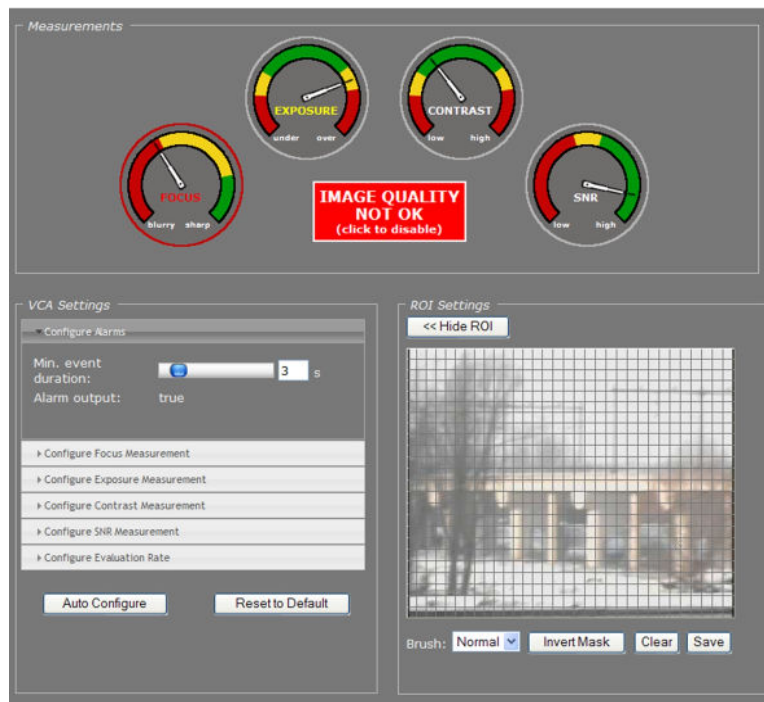 Measurements
EXPOSURE
under over
CONTRAST
low high
FOCUS
blurry sharp
IMAGE QUALITY
NOT OK
(click to disable)
SNR
low high
VCA Settings
Configure Alarms
Min. event
duration:
3 s
Alarm output: true
Configure Focus Measurement
Configure Exposure Measurement
Configure Contrast Measurement
Configure SNR Measurement
Configure Evaluation Rate
Auto Configure Reset to Default
ROI Settings
<< Hide ROI
Brush: Normal Invert Mask Clear Save